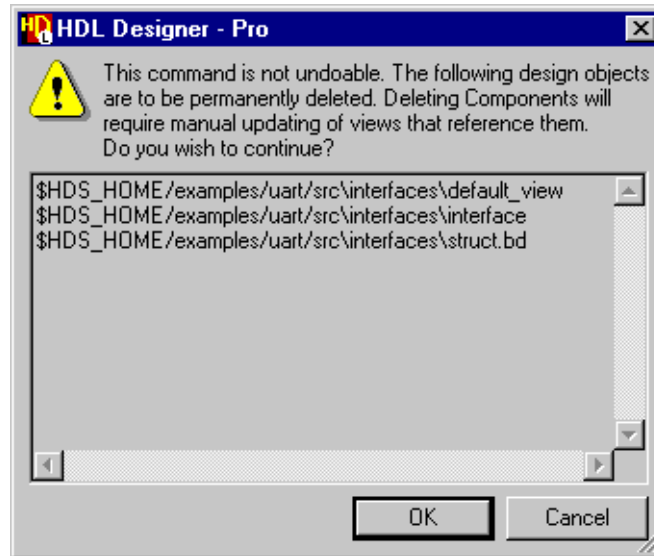 HDL Designer - Pro
This command is not undoable. The following design objects
are to be permanently deleted. Deleting Components will
require manual updating of views that reference them.
Do you wish to continue?
$HDS_HOME/examples/uart/src\interfaces\default_view
$HDS_HOME/examples/uart/src\interfaces\interface
$HDS_HOME/examples/uart/src\interfaces\struct.bd
OK Cancel